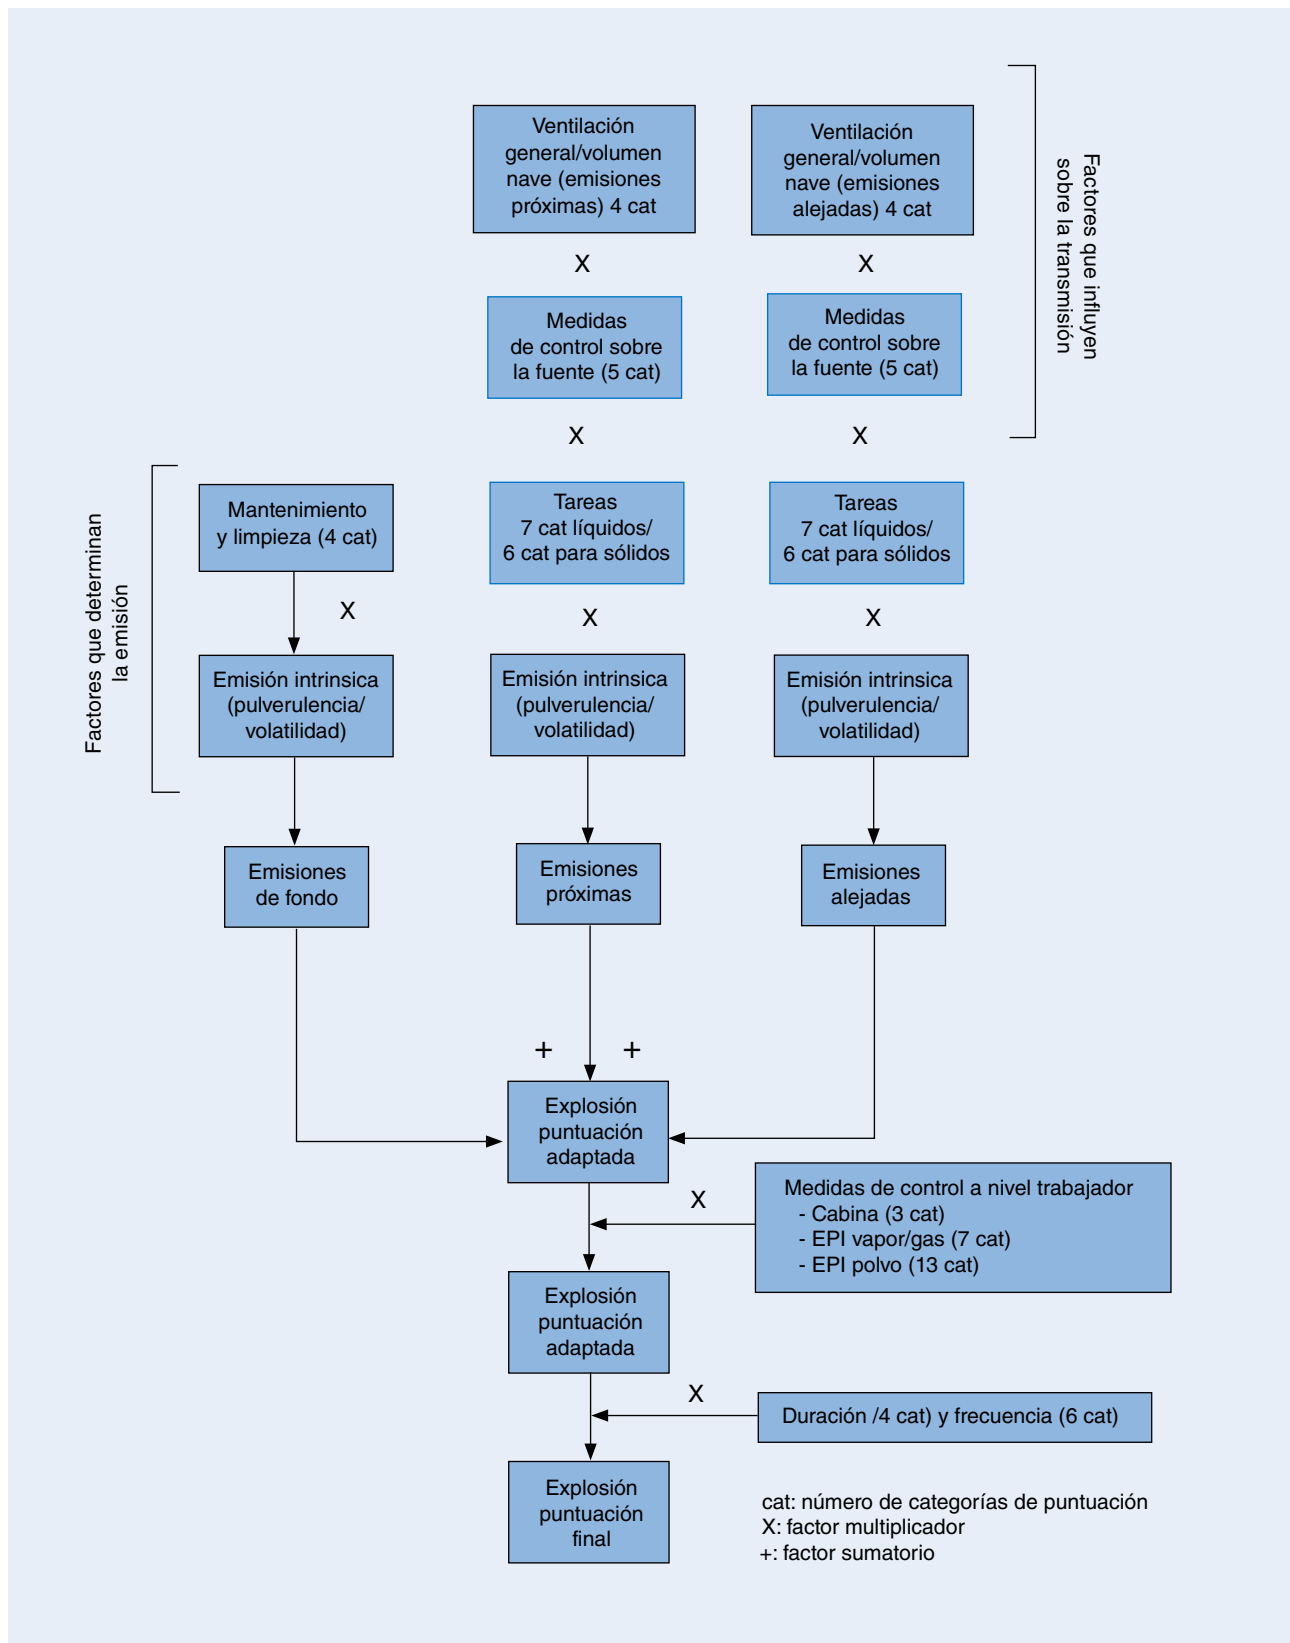 Ventilación
general/volumen
nave (emisiones
próximas) 4 cat
Ventilación
general/volumen
nave (emisiones
alejadas) 4 cat
Factores que influyen
sobre la transmisión
X
X
Medidas
de control sobre
la fuente (5 cat)
Medidas
de control sobre
la fuente (5 cat)
X
X
Factores que determinan
la emisión
Mantenimiento
y limpieza (4 cat)
Tareas
7 cat líquidos/
6 cat para sólidos
Tareas
7 cat líquidos/
6 cat para sólidos
X
X
X
Emisión intrinsica
(pulverulencia/
volatilidad)
Emisión intrinsica
(pulverulencia/
volatilidad)
Emisión intrinsica
(pulverulencia/
volatilidad)
Emisiones
de fondo
Emisiones
próximas
Emisiones
alejadas
+
+
Explosión
puntuación
adaptada
X
Medidas de control a nivel trabajador
- Cabina (3 cat)
- EPI vapor/gas (7 cat)
- EPI polvo (13 cat)
Explosión
puntuación
adaptada
X
Duración /4 cat) y frecuencia (6 cat)
Explosión
puntuación
final
cat: número de categorías de puntuación
X: factor multiplicador
+: factor sumatorio